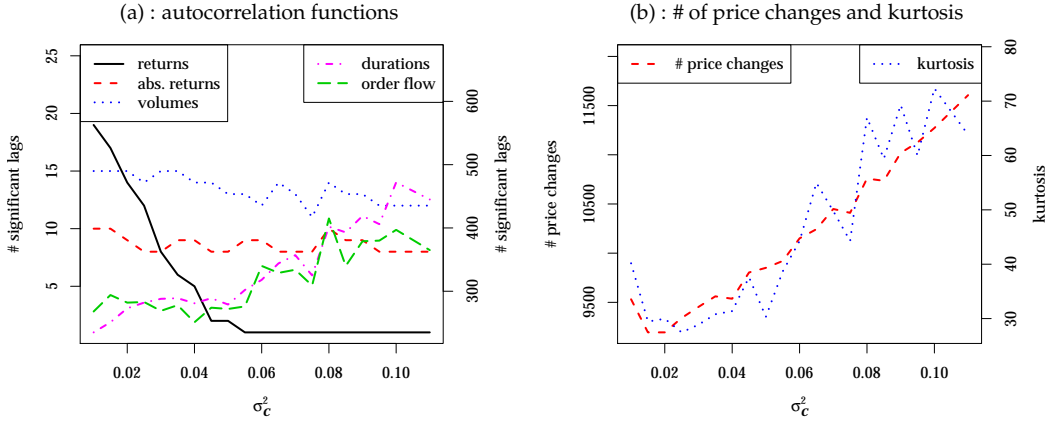 (a) : autocorrelation functions
returns
abs. returns
volumes
durations
order flow
# significant lags
5
10
15
20
25
# significant lags
300
400
500
600
0.02
0.04
0.06
0.08
0.10
σ²c
(b) : # of price changes and kurtosis
# price changes
kurtosis
# price changes
9500
10500
11500
kurtosis
30
40
50
60
70
80
0.02
0.04
0.06
0.08
0.10
σ²c